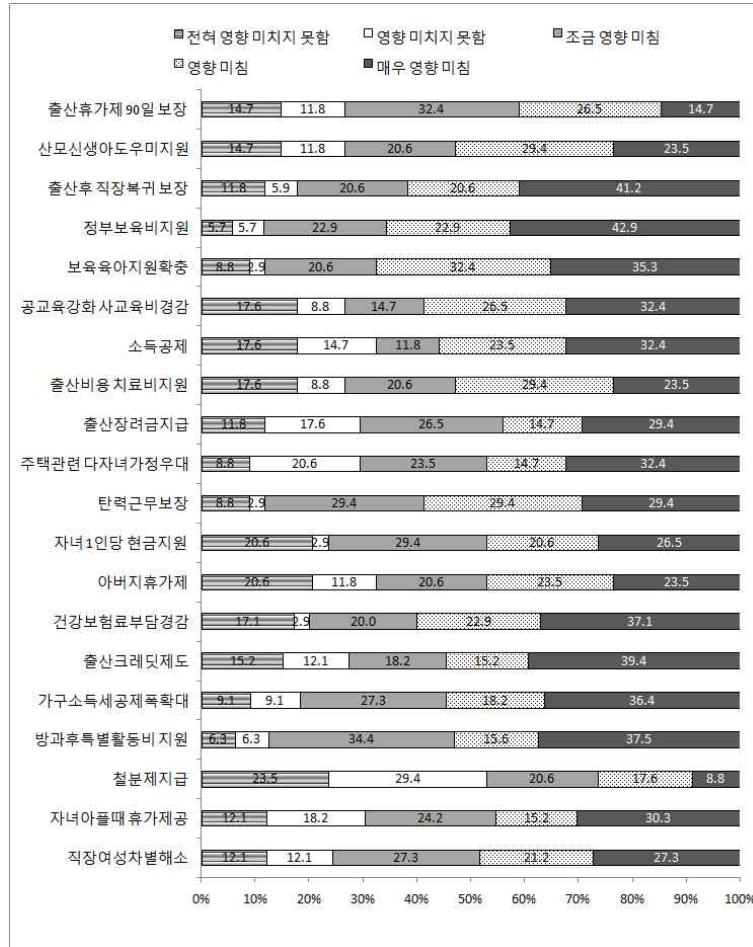 전혀 영향 미치지 못함 영향 미치지 못함 조금 영향 미침
영향 미침 매우 영향 미침
출산휴가제 90일 보장 14.7 11.8 32.4 26.5 14.7
산모신생아도우미지원 14.7 11.8 20.6 29.4 23.5
출산후 직장복귀 보장 11.8 5.9 20.6 20.6 41.2
정부보육비지원 5.7 5.7 22.9 22.9 42.9
보육육아지원확충 8.8 2.9 20.6 32.4 35.3
공교육강화 사교육비경감 17.6 8.8 14.7 26.5 32.4
소득공제 17.6 14.7 11.8 23.5 32.4
출산비용 치료비지원 17.6 8.8 20.6 29.4 23.5
출산장려금지급 11.8 17.6 26.5 14.7 29.4
주택관련 다자녀가정우대 8.8 20.6 23.5 14.7 32.4
탄력근무보장 8.8 2.9 29.4 29.4 29.4
자녀1인당 현금지원 20.6 2.9 29.4 20.6 26.5
아버지휴가제 20.6 11.8 20.6 23.5 23.5
건강보험료부담경감 17.1 2.9 20.0 22.9 37.1
출산크레딧제도 15.2 12.1 18.2 15.2 39.4
가구소득세공제폭확대 9.1 9.1 27.3 18.2 36.4
방과후특별활동비 지원 6.3 6.3 34.4 15.6 37.5
철분제지급 23.5 29.4 20.6 17.6 8.8
자녀아플때 휴가제공 12.1 18.2 24.2 15.2 30.3
직장여성차별해소 12.1 12.1 27.3 21.2 27.3
0% 10% 20% 30% 40% 50% 60% 70% 80% 90% 100%